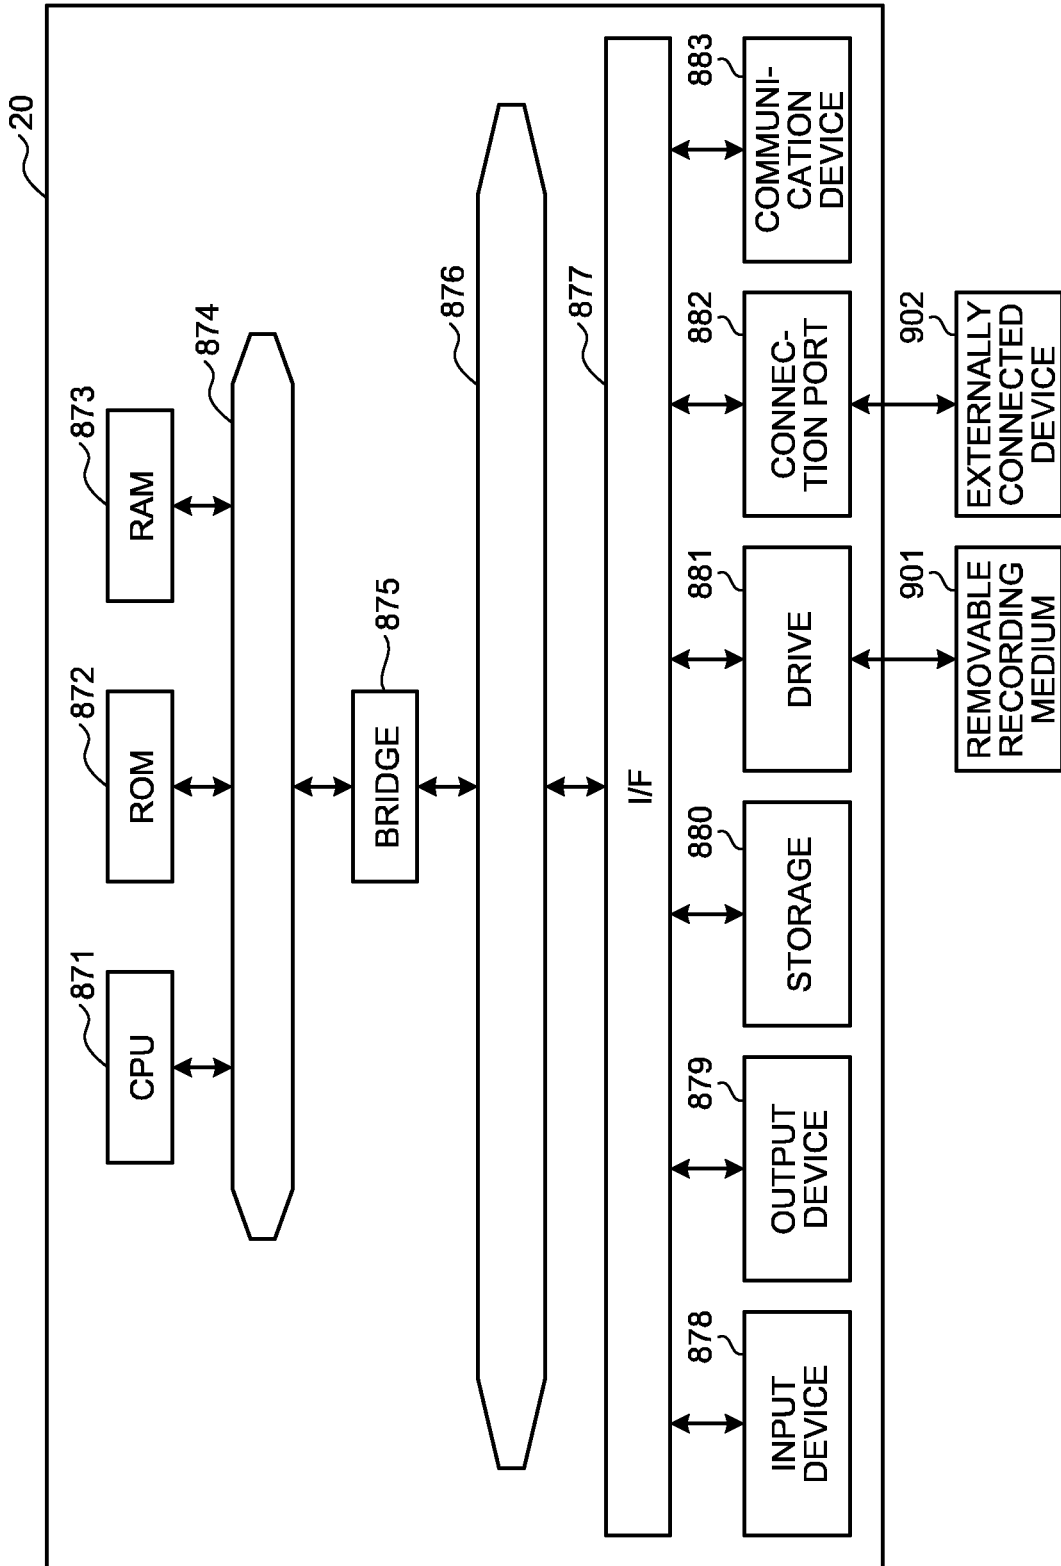 20
871
CPU
872
ROM
873
RAM
874
875
BRIDGE
876
877
I/F
878
INPUT
DEVICE
879
OUTPUT
DEVICE
880
STORAGE
881
DRIVE
882
CONNEC-
TION PORT
883
COMMUNI-
CATION
DEVICE
901
REMOVABLE
RECORDING
MEDIUM
902
EXTERNALLY
CONNECTED
DEVICE